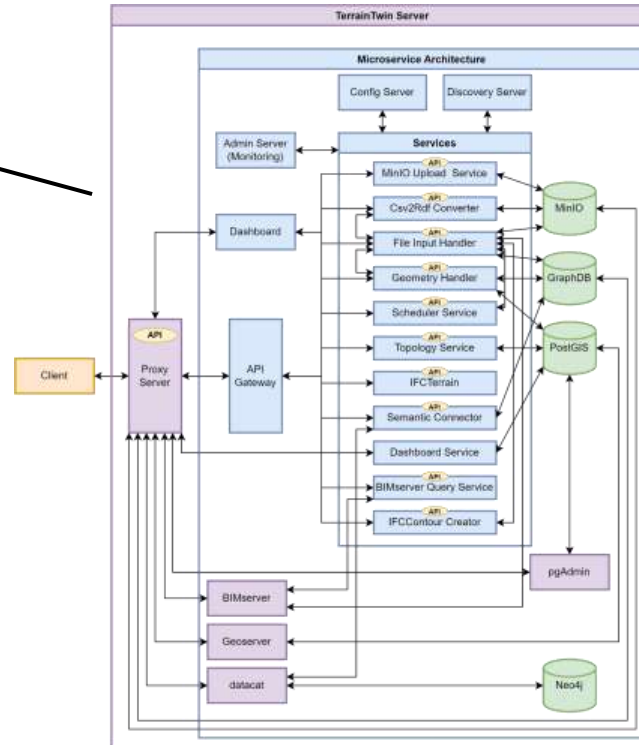 TerrainTwin Server
Microservice Architecture
Config Server
Discovery Server
Admin Server
(Monitoring)
Services
API
MinIO Upload Service
API
Csv2Rdf Converter
API
File Input Handler
API
Geometry Handler
API
Scheduler Service
API
Topology Service
API
IFCTerrain
API
Semantic Connector
Dashboard Service
API
BIMserver Query Service
API
IFCContour Creator
MinIO
GraphDB
PostGIS
Dashboard
API
Proxy
Server
API
Gateway
Client
pgAdmin
BIMserver
Geoserver
datacat
Neo4j